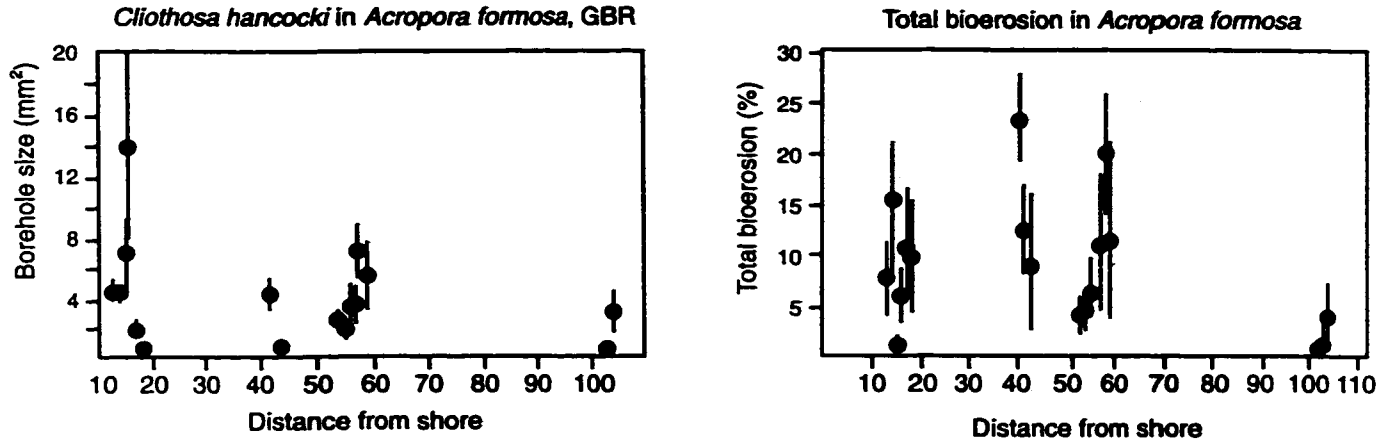 Cliothosa hancocki in Acropora formosa, GBR
Borehole size (mm²)
20
16
12
8
4
10 20 30 40 50 60 70 80 90 100
Distance from shore
Total bioerosion in Acropora formosa
Total bioerosion (%)
30
25
20
15
10
5
10 20 30 40 50 60 70 80 90 100 110
Distance from shore